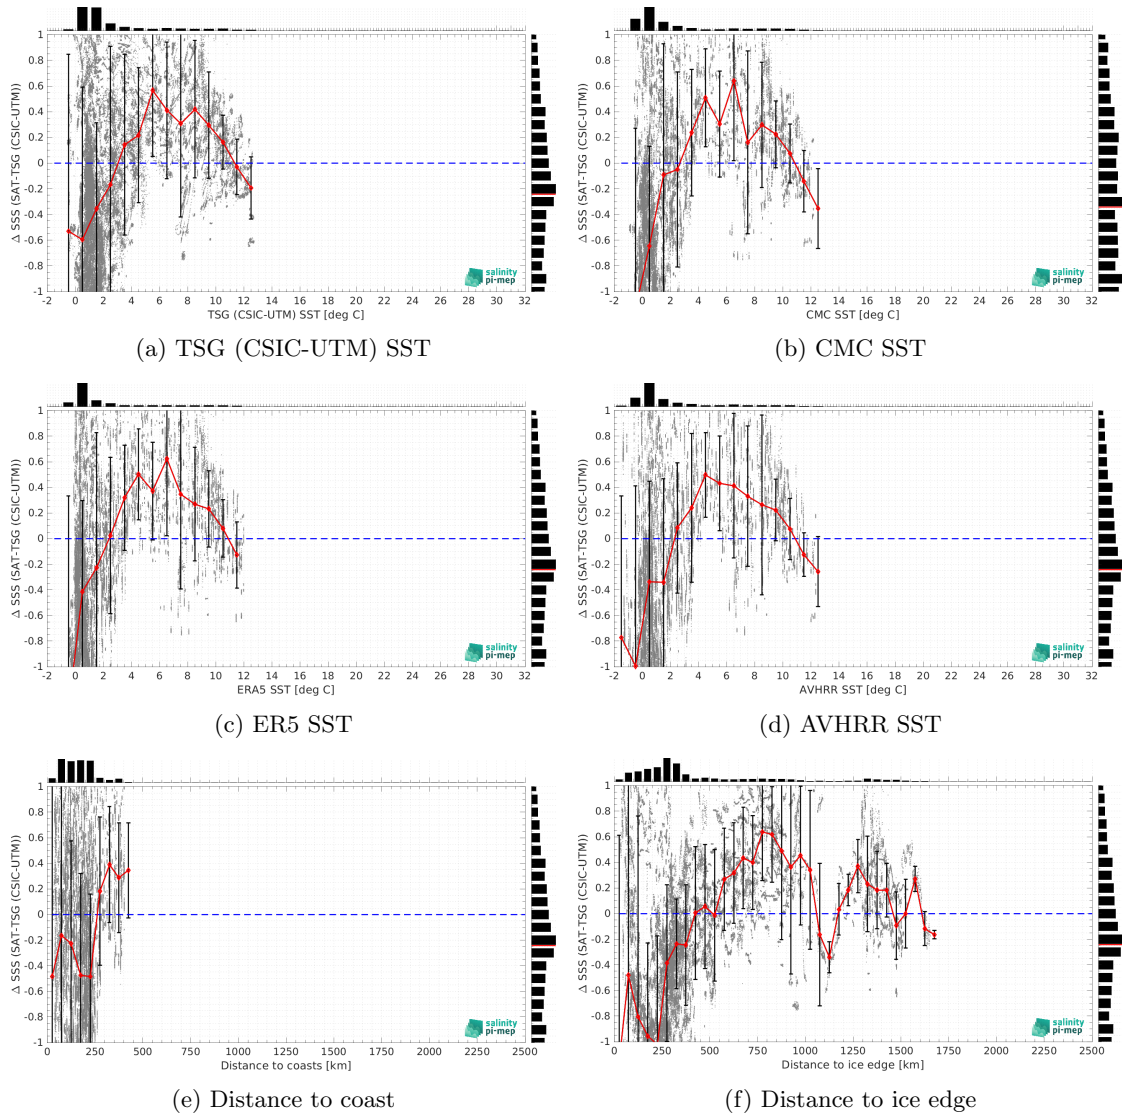 1
0.8
0.6
0.4
0.2
0
-0.2
-0.4
-0.6
-0.8
-1
Δ SSS (SAT-TSG (CSIC-UTM))
salinity
pi-mep
-2 0 2 4 6 8 10 12 14 16 18 20 22 24 26 28 30 32
TSG (CSIC-UTM) SST [deg C]
(a) TSG (CSIC-UTM) SST
1
0.8
0.6
0.4
0.2
0
-0.2
-0.4
-0.6
-0.8
-1
Δ SSS (SAT-TSG (CSIC-UTM))
salinity
pi-mep
-2 0 2 4 6 8 10 12 14 16 18 20 22 24 26 28 30 32
CMC SST [deg C]
(b) CMC SST
1
0.8
0.6
0.4
0.2
0
-0.2
-0.4
-0.6
-0.8
-1
Δ SSS (SAT-TSG (CSIC-UTM))
salinity
pi-mep
-2 0 2 4 6 8 10 12 14 16 18 20 22 24 26 28 30 32
ERA5 SST [deg C]
(c) ER5 SST
1
0.8
0.6
0.4
0.2
0
-0.2
-0.4
-0.6
-0.8
-1
Δ SSS (SAT-TSG (CSIC-UTM))
salinity
pi-mep
-2 0 2 4 6 8 10 12 14 16 18 20 22 24 26 28 30 32
AVHRR SST [deg C]
(d) AVHRR SST
1
0.8
0.6
0.4
0.2
0
-0.2
-0.4
-0.6
-0.8
-1
Δ SSS (SAT-TSG (CSIC-UTM))
salinity
pi-mep
0 250 500 750 1000 1250 1500 1750 2000 2250 2500
Distance to coasts [km]
(e) Distance to coast
1
0.8
0.6
0.4
0.2
0
-0.2
-0.4
-0.6
-0.8
-1
Δ SSS (SAT-TSG (CSIC-UTM))
salinity
pi-mep
0 250 500 750 1000 1250 1500 1750 2000 2250 2500
Distance to ice edge [km]
(f) Distance to ice edge